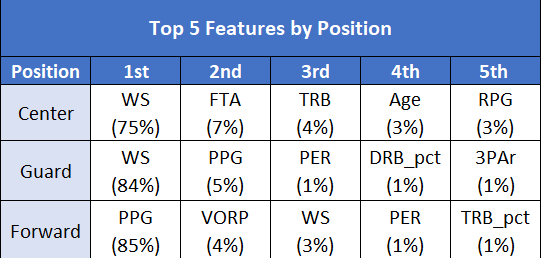 Top 5 Features by Position
Position 1st 2nd 3rd 4th 5th
Center WS FTA TRB Age RPG
(75%) (7%) (4%) (3%) (3%)
Guard WS PPG PER DRB_pct 3PAr
(84%) (5%) (1%) (1%) (1%)
Forward PPG VORP WS PER TRB_pct
(85%) (4%) (3%) (1%) (1%)